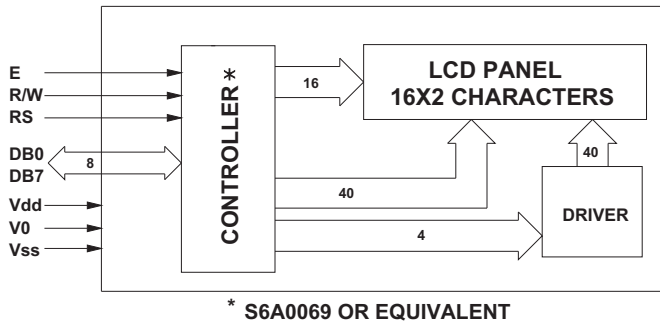 E
R/W
RS
DB0
DB7
8
Vdd
V0
Vss
CONTROLLER *
16
LCD PANEL
16X2 CHARACTERS
40
40
4
DRIVER
* S6A0069 OR EQUIVALENT